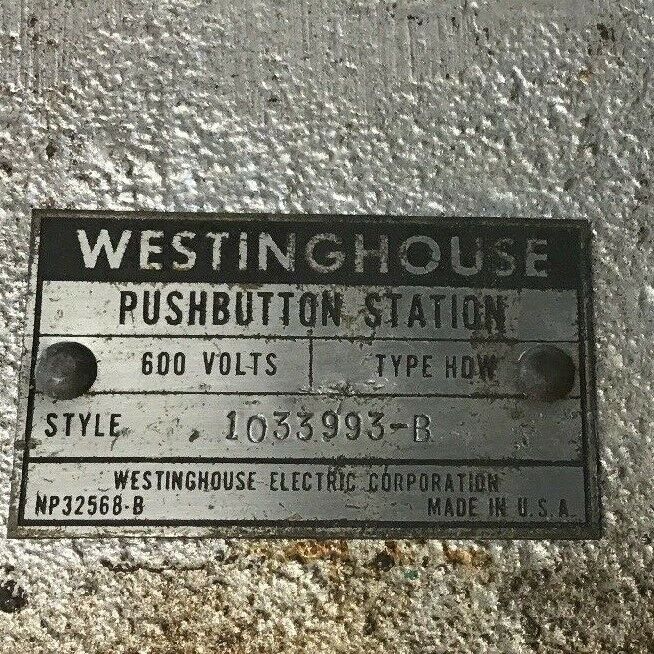 WESTINGHOUSE
PUSHBUTTON STATION
600 VOLTS TYPE HDW
STYLE 1033993-B
WESTINGHOUSE ELECTRIC CORPORATION
NP32568-B MADE IN U.S.A.